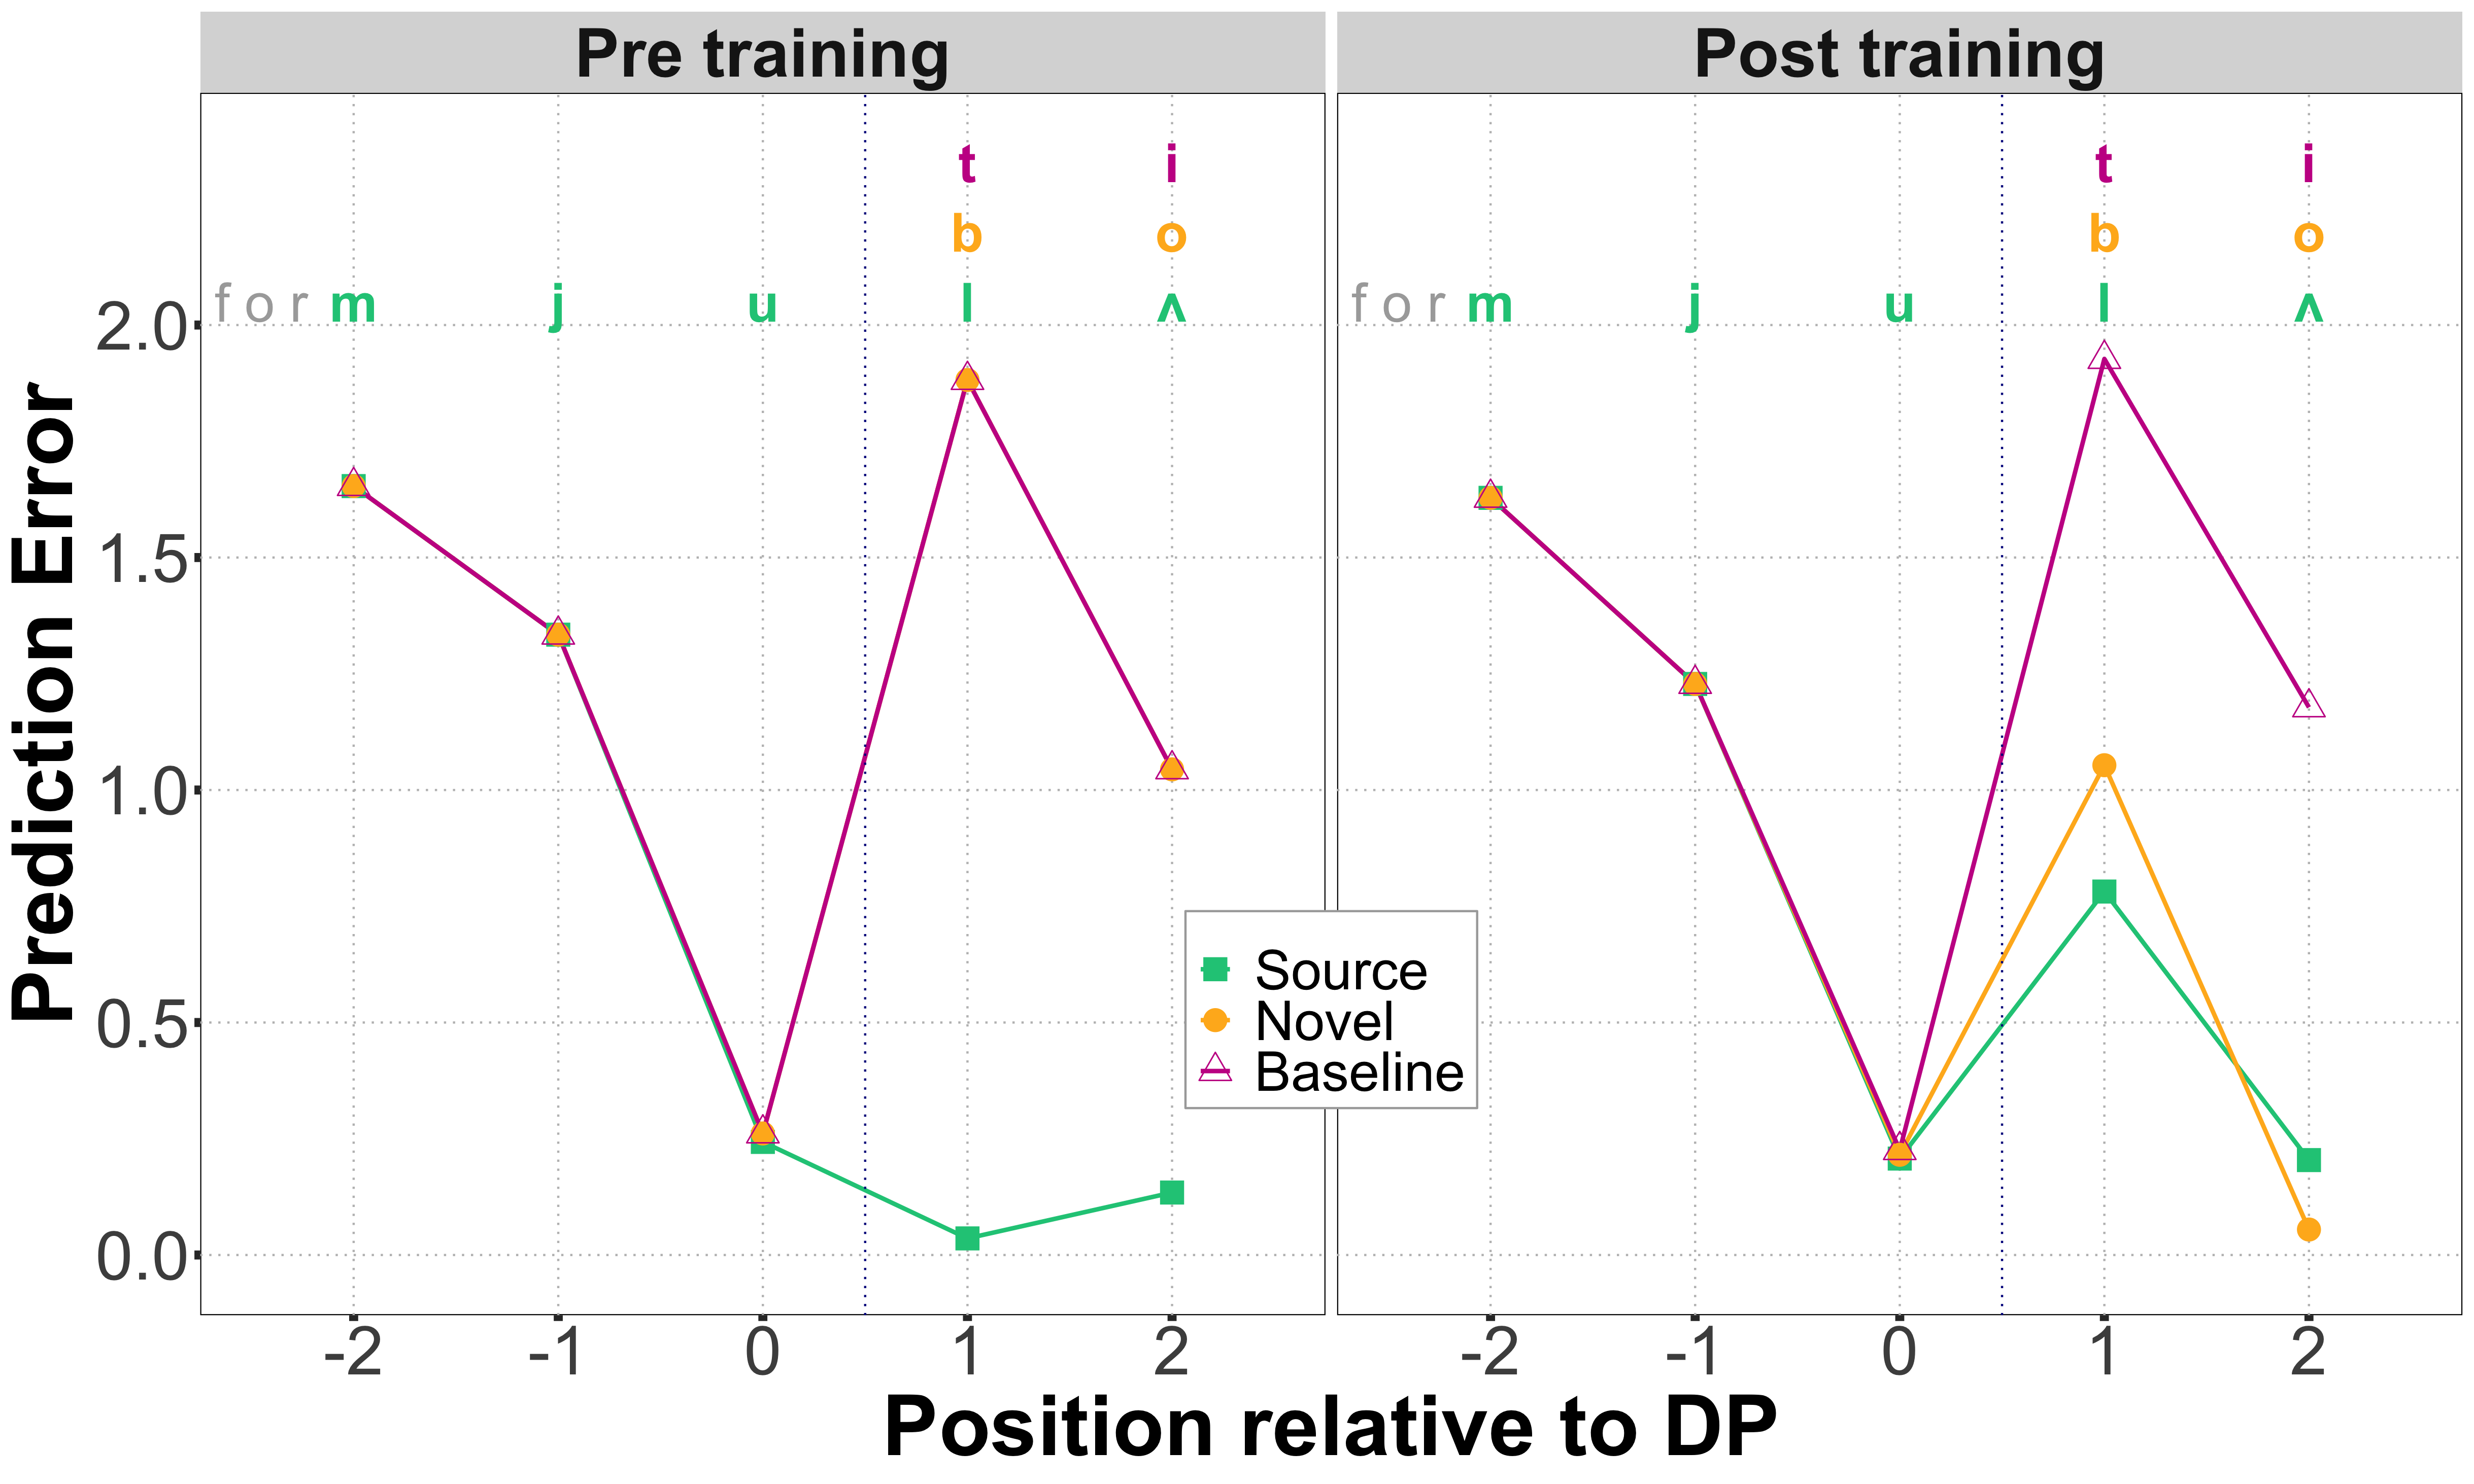 Pre training
Post training
t i
t i
b o
b o
f o r m j u l ʌ
f o r m j u l ʌ
2.0
1.5
1.0
0.5
0.0
Prediction Error
Source
Novel
Baseline
-2 -1 0 1 2
-2 -1 0 1 2
Position relative to DP